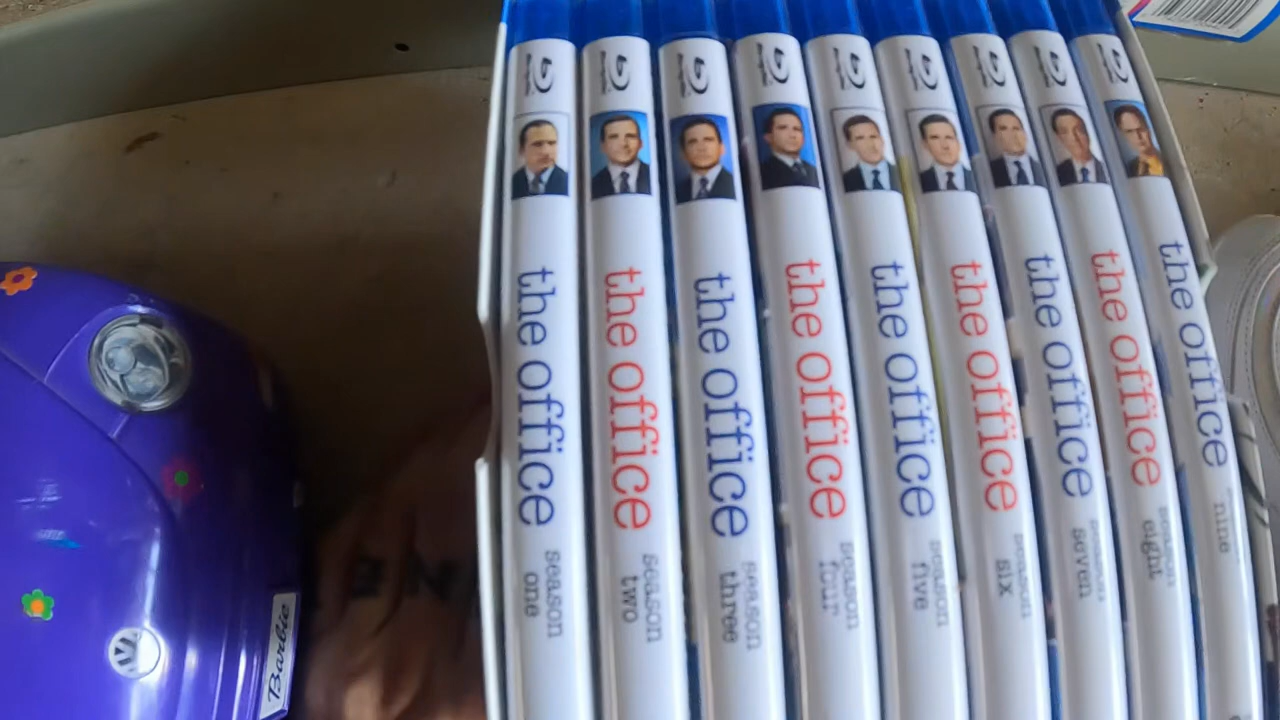 the office
season
one
the office
season
two
the office
season
three
the office
season
four
the office
season
five
the office
season
six
the office
season
seven
the office
season
eight
the office
season
nine
Barbie